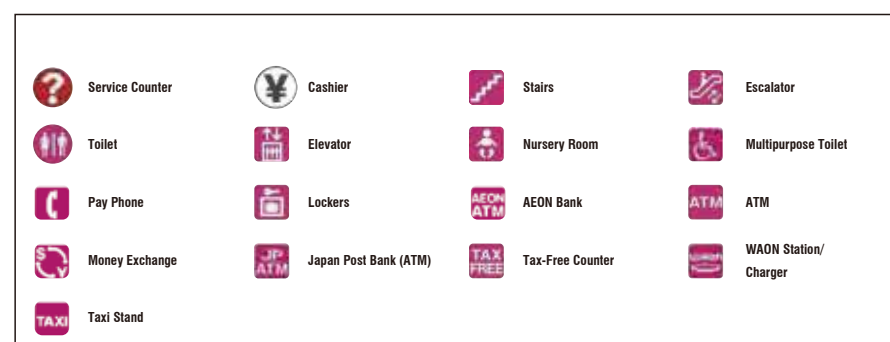 ? Service Counter
¥ Cashier
Stairs
Escalator
Toilet
Elevator
Nursery Room
Multipurpose Toilet
Pay Phone
Lockers
AEON
ATM
AEON Bank
ATM
ATM
$ ¥
Money Exchange
JP
ATM
Japan Post Bank (ATM)
TAX
FREE
Tax-Free Counter
WAON
WAON Station/
Charger
TAXI
Taxi Stand